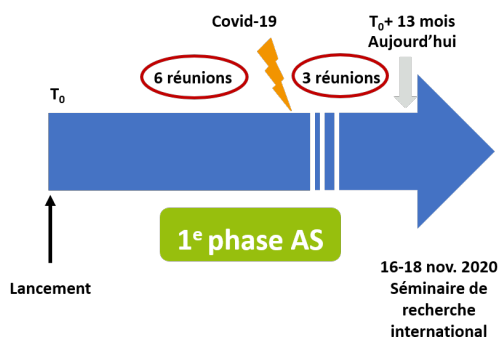 Covid-19
T₀+ 13 mois
Aujourd’hui
6 réunions
3 réunions
T₀
1ᵉ phase AS
Lancement
16-18 nov. 2020
Séminaire de
recherche
international